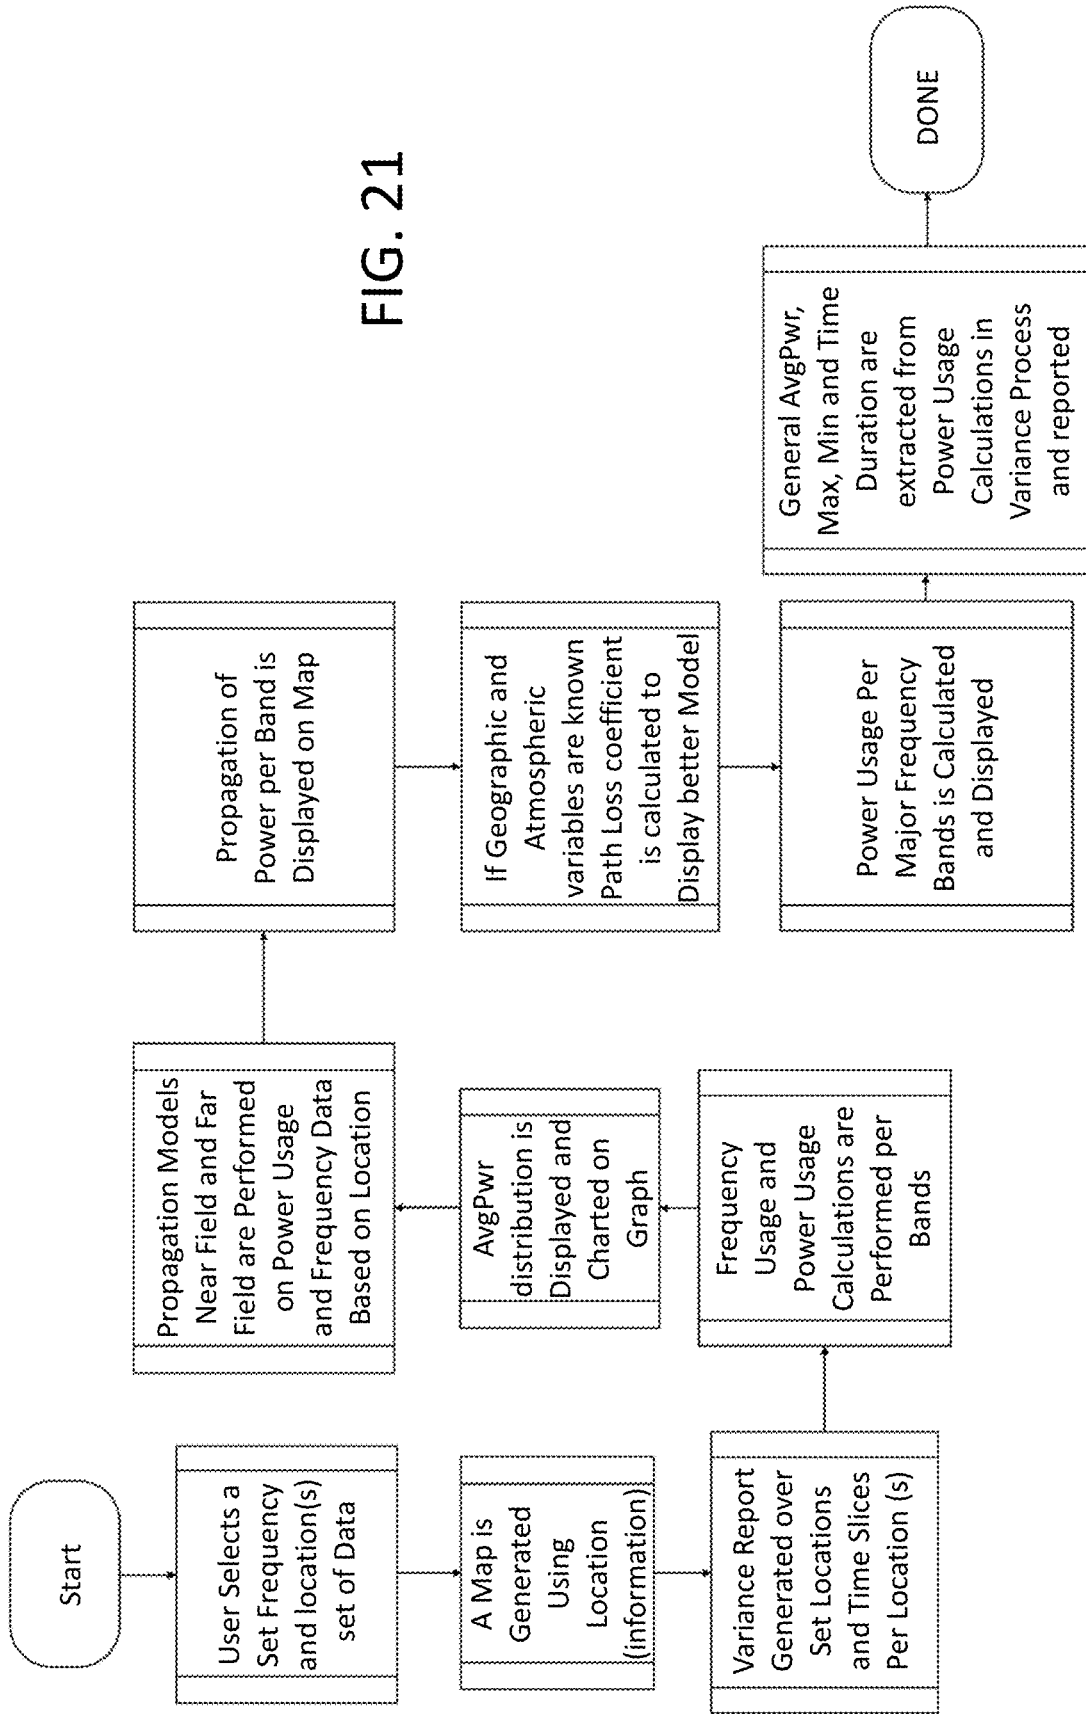 FIG. 21
Start
User Selects a
Set Frequency
and location(s)
set of Data
A Map is
Generated
Using
Location
(information)
Variance Report
Generated over
Set Locations
and Time Slices
Per Location (s)
Frequency
Usage and
Power Usage
Calculations are
Performed per
Bands
AvgPwr
distribution is
Displayed and
Charted on
Graph
Propagation Models
Near Field and Far
Field are Performed
on Power Usage
and Frequency Data
Based on Location
Propagation of
Power per Band is
Displayed on Map
If Geographic and
Atmospheric
variables are known
Path Loss coefficient
is calculated to
Display better Model
Power Usage Per
Major Frequency
Bands is Calculated
and Displayed
General AvgPwr,
Max, Min and Time
Duration are
extracted from
Power Usage
Calculations in
Variance Process
and reported
DONE